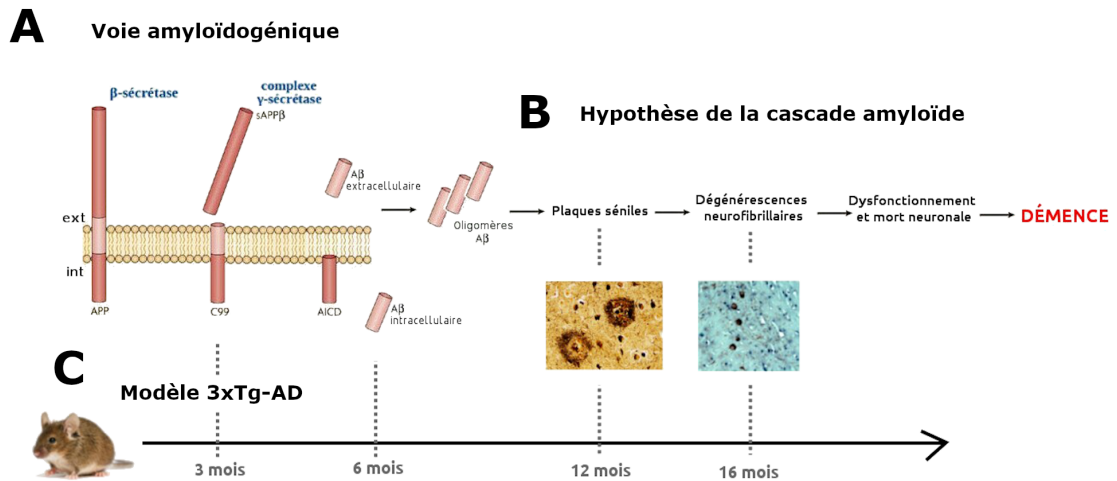 A
Voie amyloïdogénique
β-sécrétase
complexe
γ-sécrétase
sAPPβ
ext
int
APP
C99
AICD
Aβ
extracellulaire
Aβ
intracellulaire
Oligomères
Aβ
B
Hypothèse de la cascade amyloïde
Plaques séniles
Dégénérescences
neurofibrillaires
Dysfonctionnement
et mort neuronale
DÉMENCE
C
Modèle 3xTg-AD
3 mois
6 mois
12 mois
16 mois